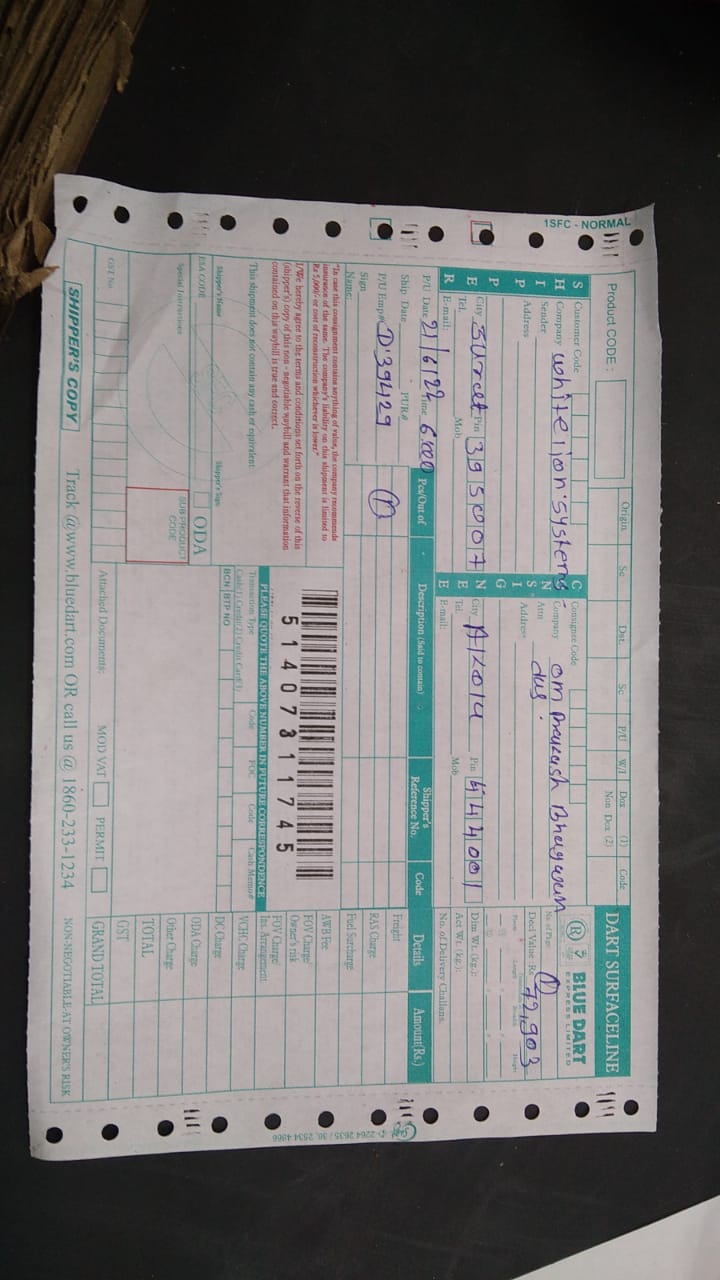 1SFC - NORMAL
Product CODE :
Origin Sc Dst. Sc P/U W/I Dox (1) Code
Non Dox (2)
DART SURFACELINE
S Customer Code
H Company whitelion systems
I Sender
P Address
P
E City Surat Pin 395007
Tel. Mob
R E-mail:
C Consignee Code
O
N Company om Prakash Bhagwan
S Attn das
I Address
G
N City Akola Pin 444001
E Tel. Mob
E E-mail:
R BLUE DART
EXPRESS LIMITED
No. of Pkgs 1
Decl Value Rs 72,903
Dim. Wt. (kg.):
Act Wt. (kg.):
No. of Delivery Challans.
P/U Date 21/6/22 Time 6:00
Ship Date PUR#
P/U Emp# D'39429
Sign
Name:
Pcs/Out of Description (Said to contain) Shipper's Reference No. Code Details Amount(Rs.)
1
"In case this consignment contains anything of value, the company recommends
insurance of the same. The company's liability on this shipment is limited to
Rs 5,000/- or cost of reconstruction whichever is lower"
I/We hereby agree to the terms and conditions set forth on the reverse of this
(shipper's) copy of this non - negotiable waybill and warrant that information
contained on this waybill is true and correct.
This shipment does not contain any cash or equivalent:
Shipper's Name Shipper's Sign
ESA CODE ODA
Special Instructions
SUB PRODUCT
CODE
GST No
51407311745
PLEASE QUOTE THE ABOVE NUMBER IN FUTURE CORRESPONDENCE
Transaction Type Code FOC Code Cash Memo#
Cash(1) Credit(2) Credit Card(3)
BCN BTP NO.
Attached Documents: MOD VAT PERMIT
Freight
RAS Charge
Fuel Surcharge
AWB Fee
FOV Charge
Owner's risk
FOV Charge
Ins. Arrangement
VCHC Charge
DC Charge
ODA Charge
Other Charge
TOTAL
GST
GRAND TOTAL
SHIPPER'S COPY Track @www.bluedart.com OR call us @ 1860-233-1234 NON-NEGOTIABLE-AT OWNER'S RISK